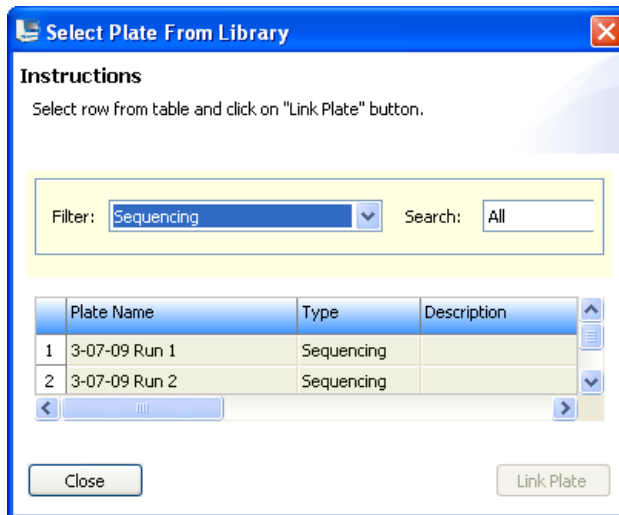 Select Plate From Library
Instructions
Select row from table and click on "Link Plate" button.
Filter: Sequencing Search: All
Plate Name Type Description
1 3-07-09 Run 1 Sequencing
2 3-07-09 Run 2 Sequencing
Close Link Plate